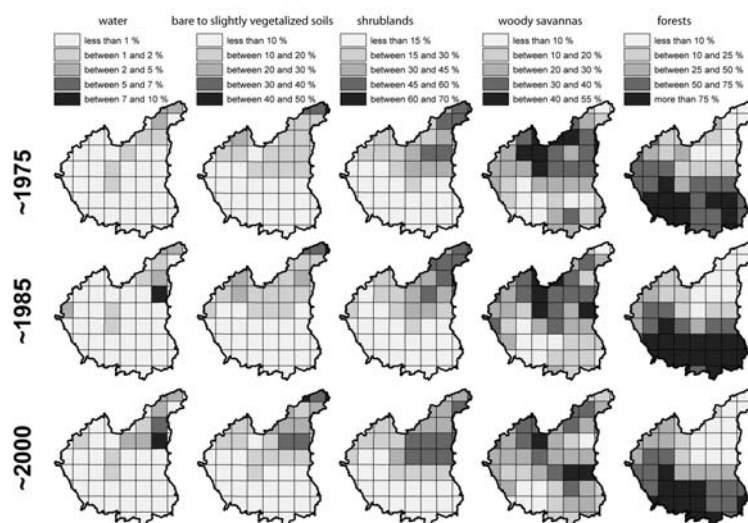 water bare to slightly vegetalized soils shrublands woody savannas forests
less than 1 % less than 10 % less than 15 % less than 10 % less than 10 %
between 1 and 2 % between 10 and 20 % between 15 and 30 % between 10 and 20 % between 10 and 25 %
between 2 and 5 % between 20 and 30 % between 30 and 45 % between 20 and 30 % between 25 and 50 %
between 5 and 7 % between 30 and 40 % between 45 and 60 % between 30 and 40 % between 50 and 75 %
between 7 and 10 % between 40 and 50 % between 60 and 70 % between 40 and 55 % more than 75 %
~1975
~1985
~2000